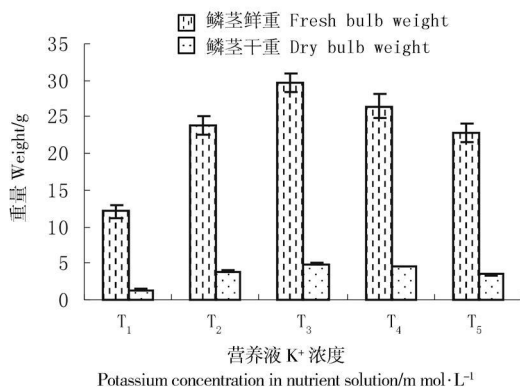 鳞茎鲜重 Fresh bulb weight
鳞茎干重 Dry bulb weight
重量 Weight/g
35
30
25
20
15
10
5
0
T₁ T₂ T₃ T₄ T₅
营养液 K⁺ 浓度
Potassium concentration in nutrient solution/m mol·L⁻¹